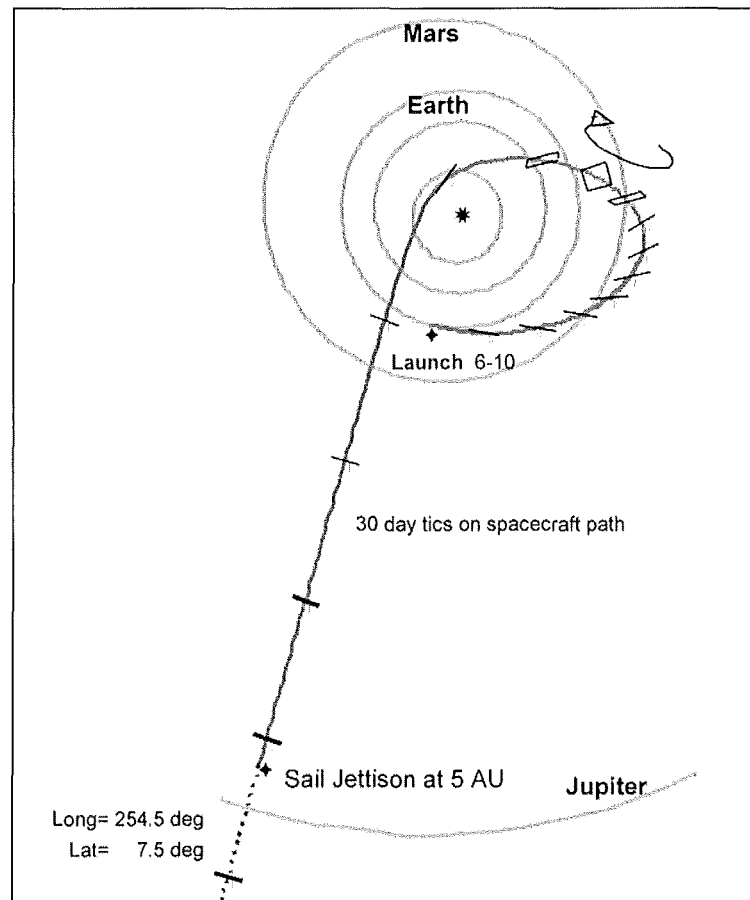 Mars
Earth
Launch 6-10
30 day tics on spacecraft path
Sail Jettison at 5 AU
Jupiter
Long= 254.5 deg
Lat= 7.5 deg